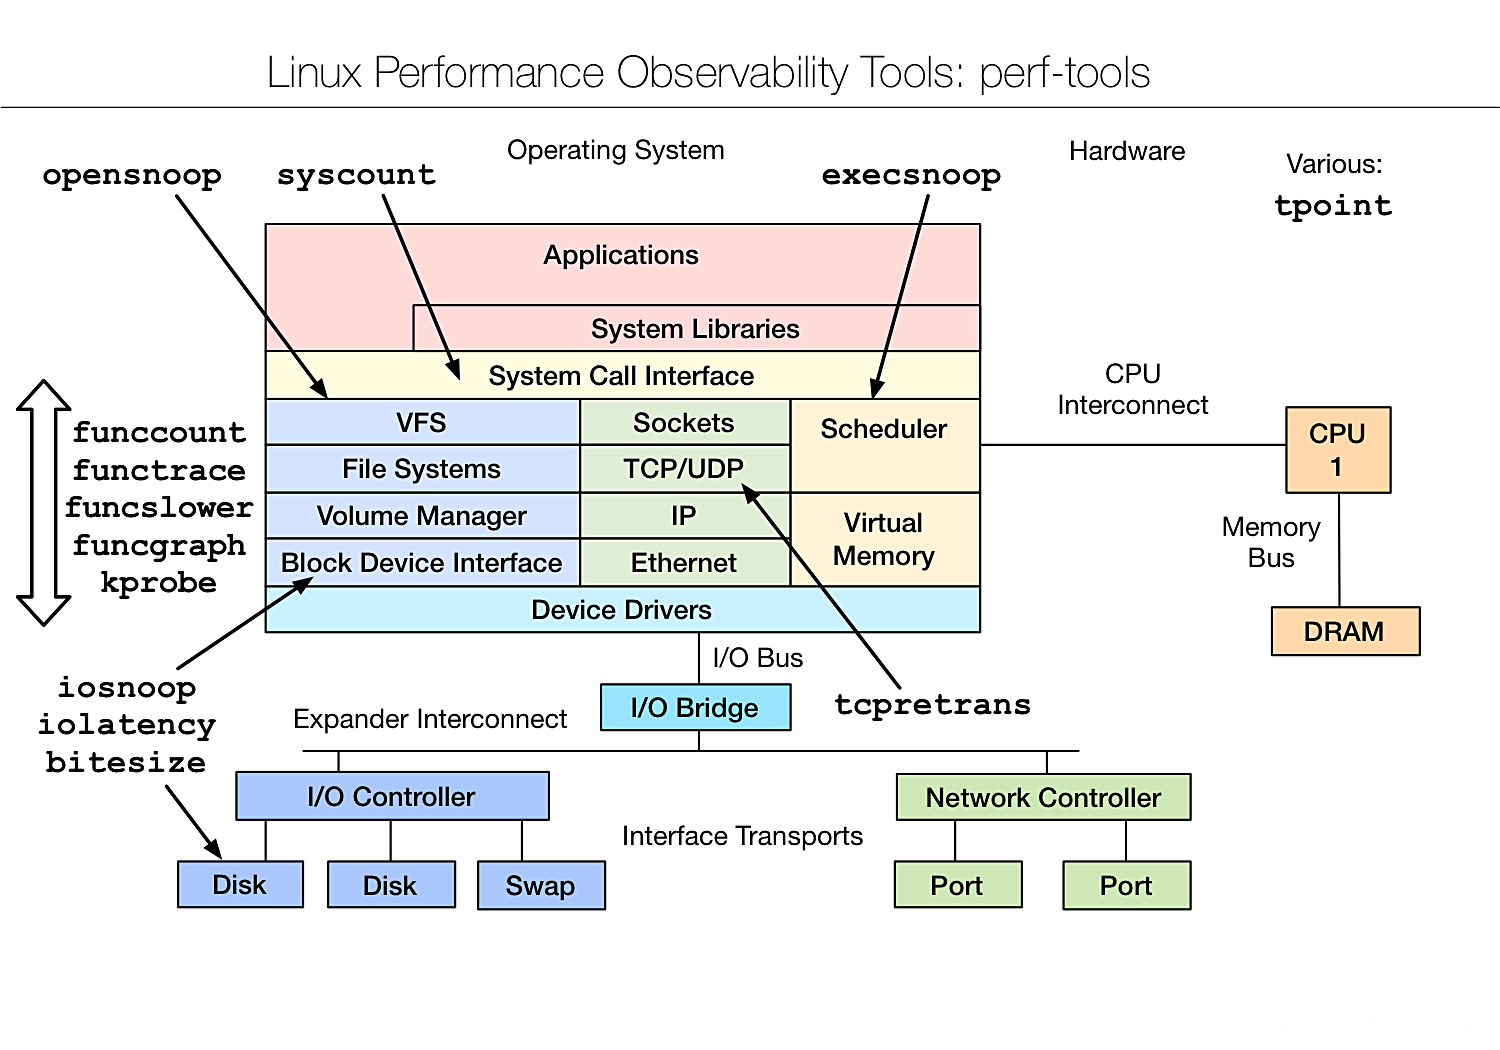 Linux Performance Observability Tools: perf-tools
Operating System
Hardware
Various:
tpoint
opensnoop
syscount
execsnoop
Applications
System Libraries
System Call Interface
VFS
Sockets
Scheduler
File Systems
TCP/UDP
Volume Manager
IP
Virtual
Memory
Block Device Interface
Ethernet
Device Drivers
funccount
functrace
funcslower
funcgraph
kprobe
CPU
Interconnect
CPU
1
Memory
Bus
DRAM
I/O Bus
I/O Bridge
iosnoop
iolatency
bitesize
tcpretrans
Expander Interconnect
I/O Controller
Network Controller
Interface Transports
Disk
Disk
Swap
Port
Port